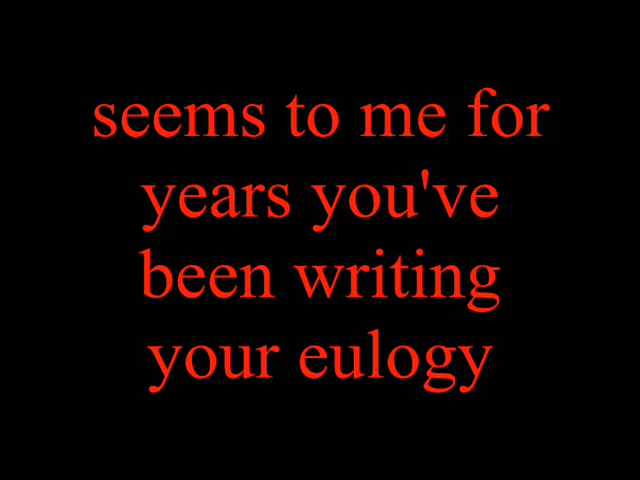 seems to me for
years you've
been writing
your eulogy